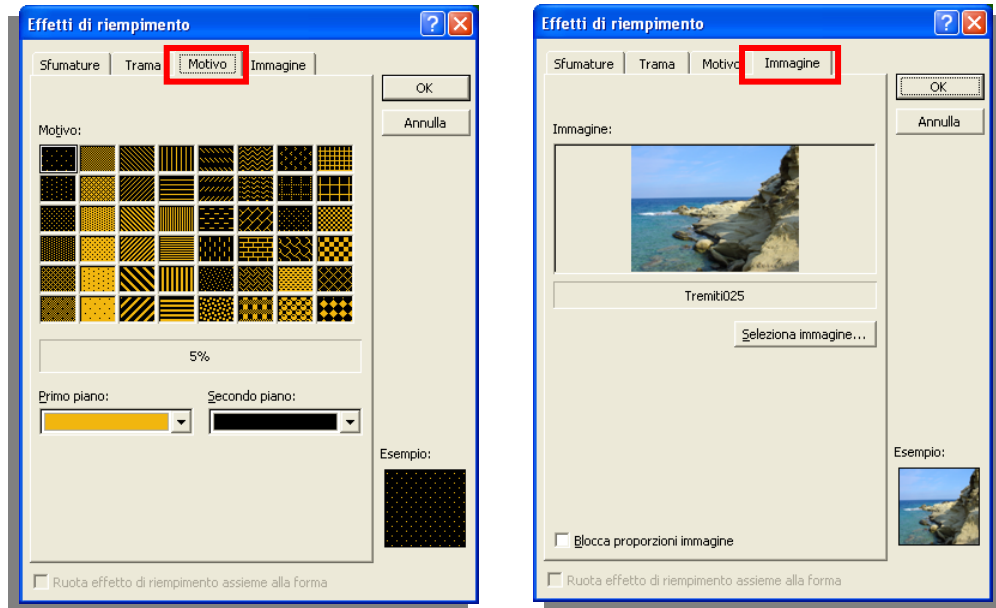 Effetti di riempimento
Sfumature Trama Motivo Immagine
OK
Annulla
Motivo:
5%
Primo piano: Secondo piano:
Esempio:
Ruota effetto di riempimento assieme alla forma
Effetti di riempimento
Sfumature Trama Motivo Immagine
OK
Annulla
Immagine:
Tremiti025
Seleziona immagine...
Esempio:
Blocca proporzioni immagine
Ruota effetto di riempimento assieme alla forma